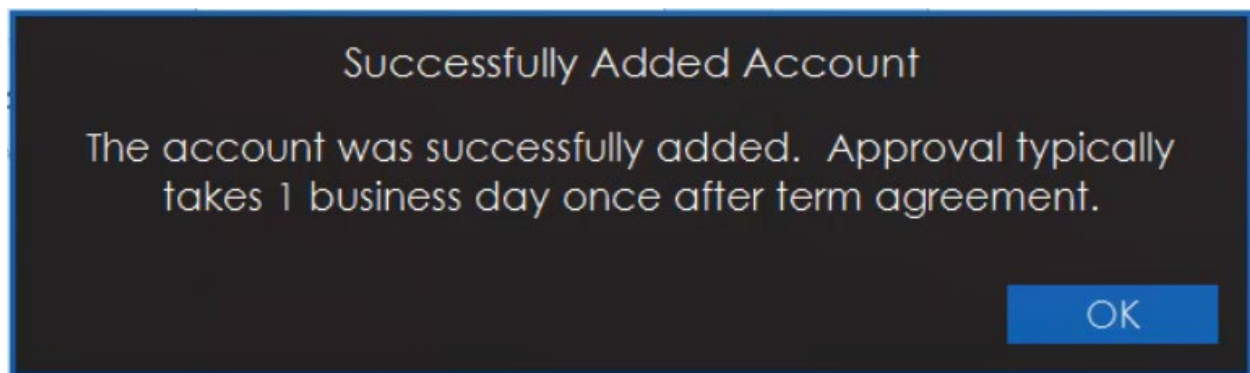 Successfully Added Account
The account was successfully added.  Approval typically
takes 1 business day once after term agreement.
OK